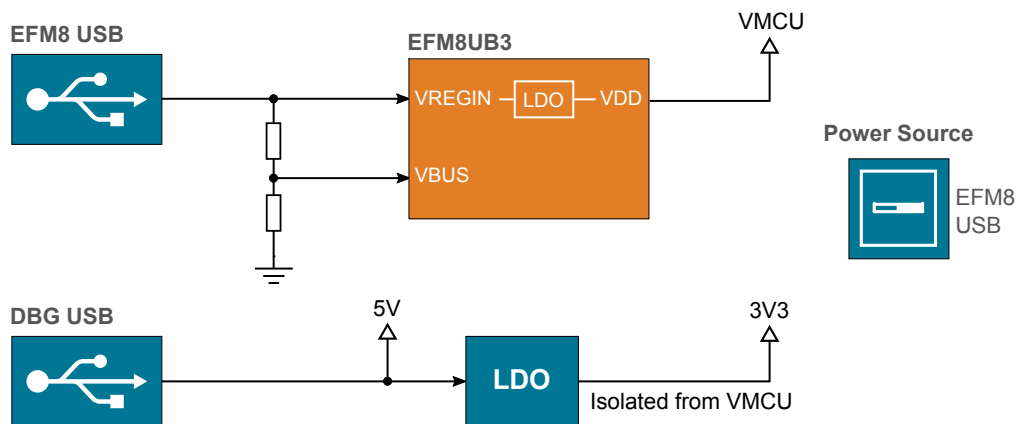 EFM8 USB
EFM8UB3
VMCU
VREGIN
LDO
VDD
VBUS
Power Source
EFM8
USB
DBG USB
5V
3V3
LDO
Isolated from VMCU